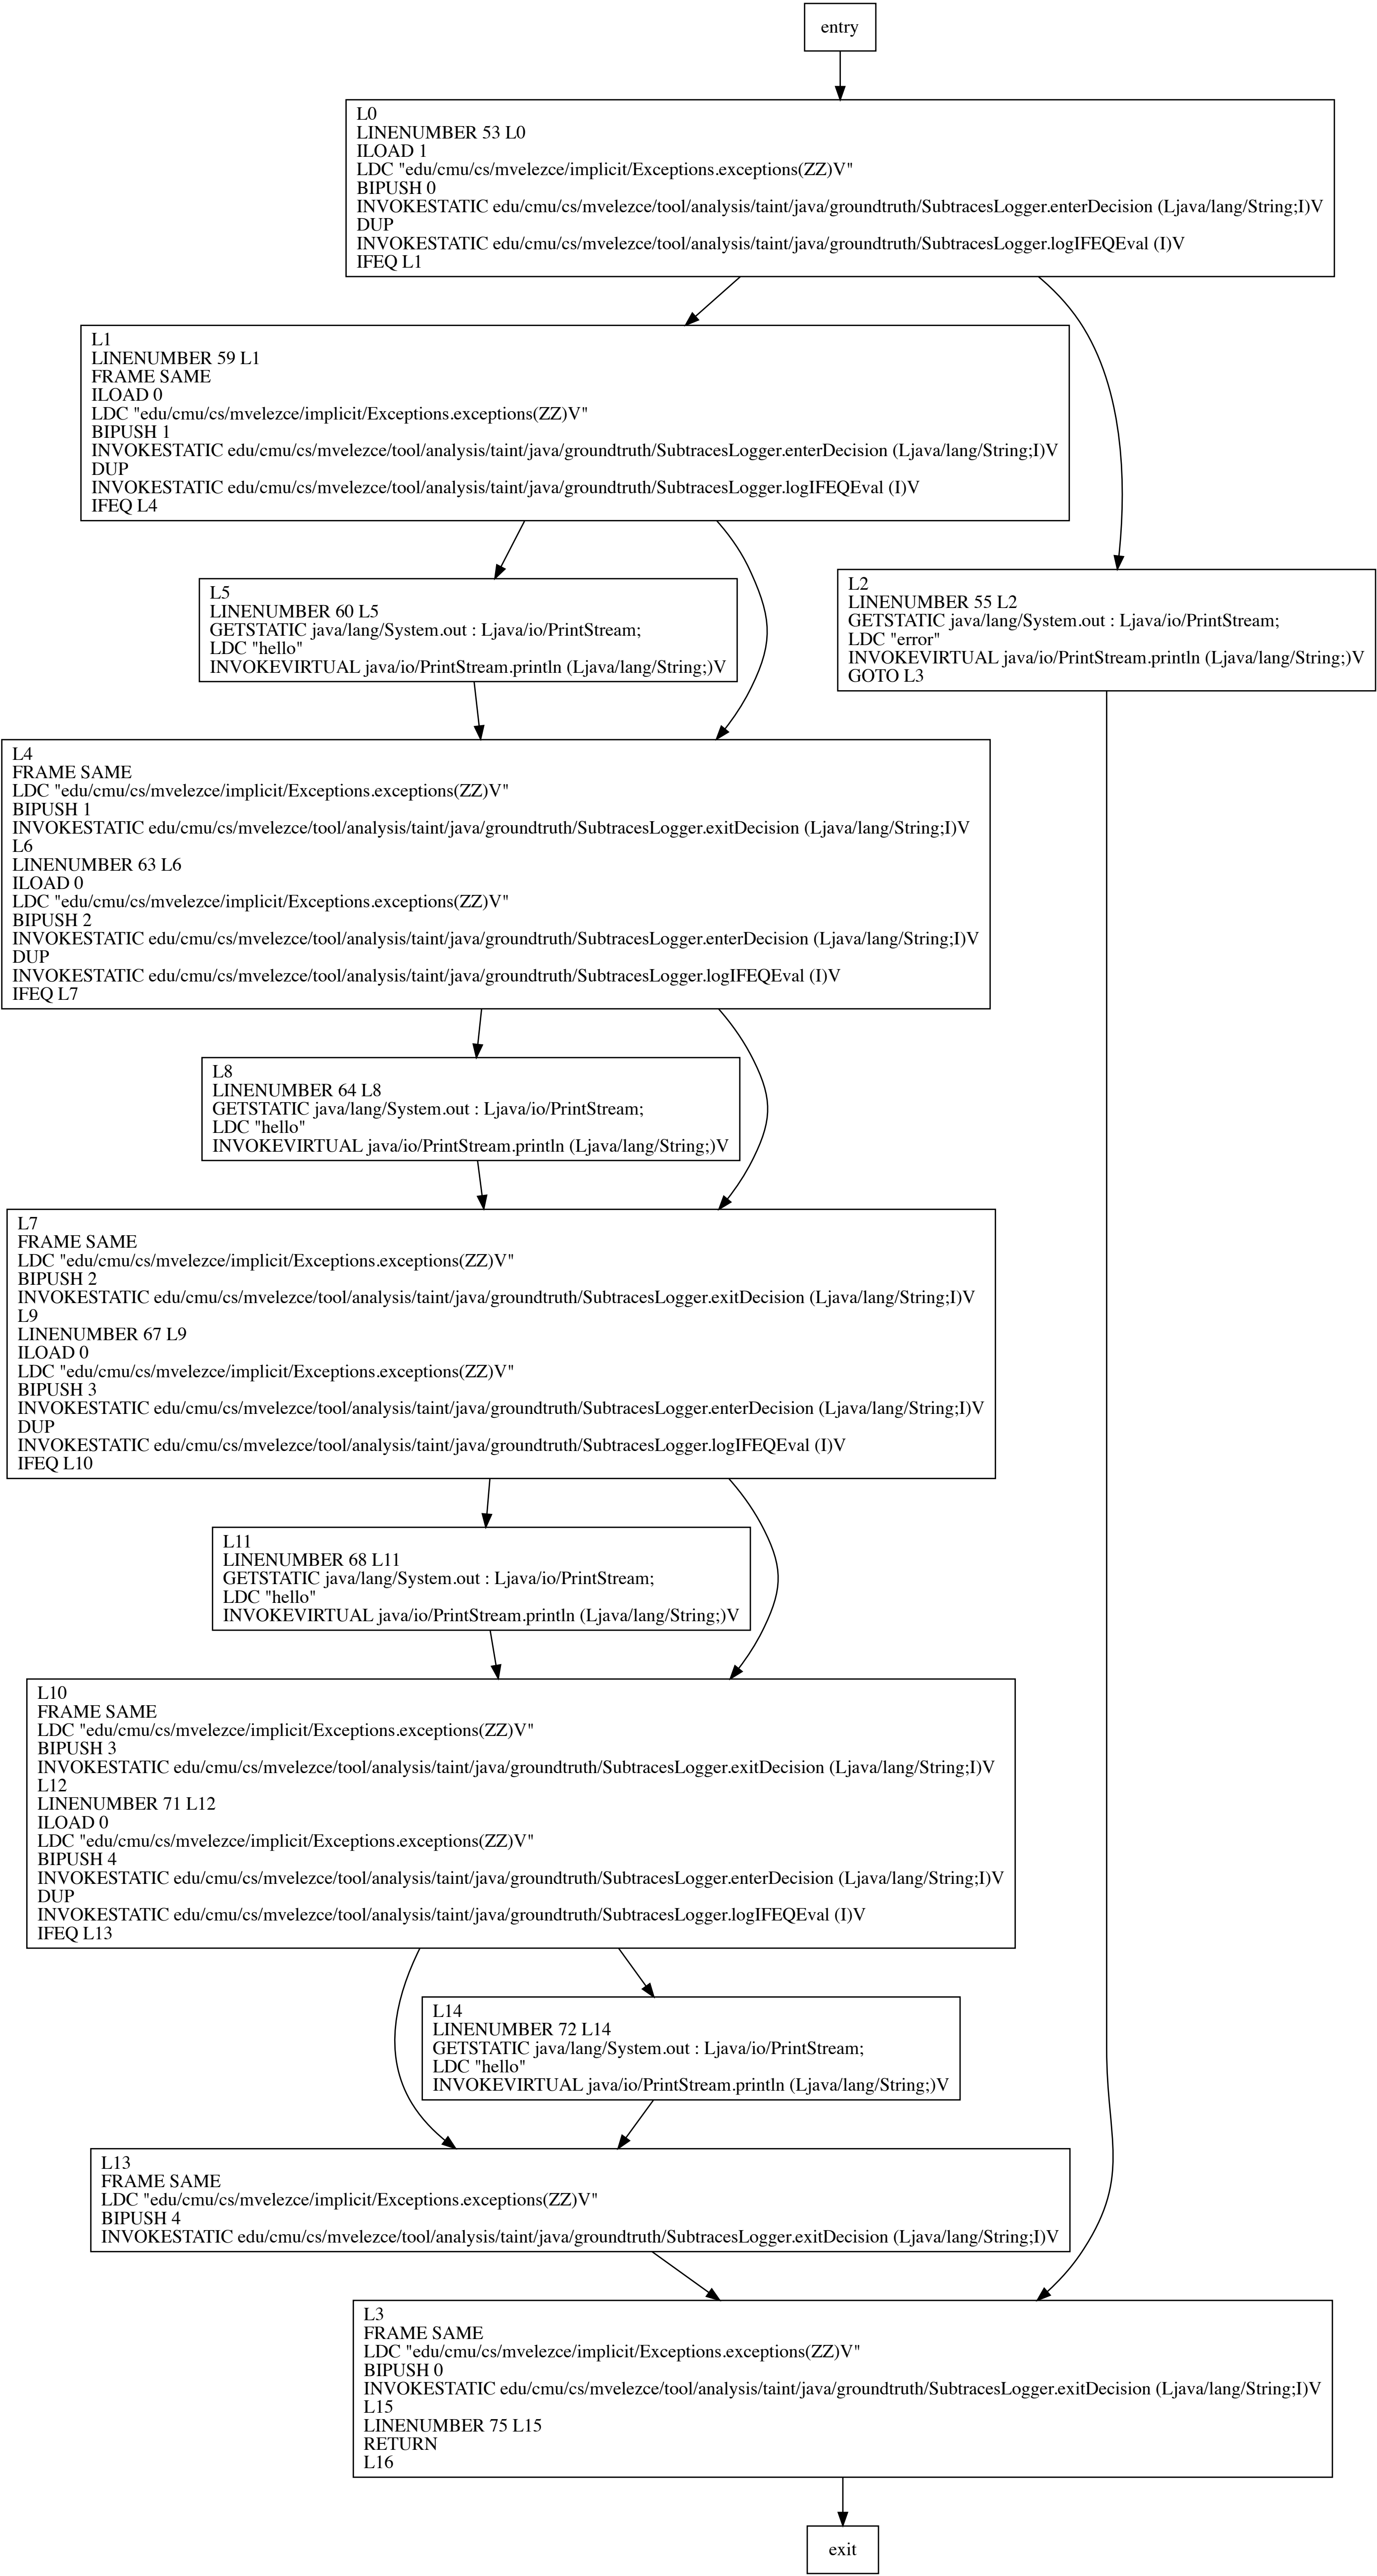 entry
L0
LINENUMBER 53 L0
ILOAD 1
LDC "edu/cmu/cs/mvelezce/implicit/Exceptions.exceptions(ZZ)V"
BIPUSH 0
INVOKESTATIC edu/cmu/cs/mvelezce/tool/analysis/taint/java/groundtruth/SubtracesLogger.enterDecision (Ljava/lang/String;I)V
DUP
INVOKESTATIC edu/cmu/cs/mvelezce/tool/analysis/taint/java/groundtruth/SubtracesLogger.logIFEQEval (I)V
IFEQ L1
L1
LINENUMBER 59 L1
FRAME SAME
ILOAD 0
LDC "edu/cmu/cs/mvelezce/implicit/Exceptions.exceptions(ZZ)V"
BIPUSH 1
INVOKESTATIC edu/cmu/cs/mvelezce/tool/analysis/taint/java/groundtruth/SubtracesLogger.enterDecision (Ljava/lang/String;I)V
DUP
INVOKESTATIC edu/cmu/cs/mvelezce/tool/analysis/taint/java/groundtruth/SubtracesLogger.logIFEQEval (I)V
IFEQ L4
L5
LINENUMBER 60 L5
GETSTATIC java/lang/System.out : Ljava/io/PrintStream;
LDC "hello"
INVOKEVIRTUAL java/io/PrintStream.println (Ljava/lang/String;)V
L2
LINENUMBER 55 L2
GETSTATIC java/lang/System.out : Ljava/io/PrintStream;
LDC "error"
INVOKEVIRTUAL java/io/PrintStream.println (Ljava/lang/String;)V
GOTO L3
L4
FRAME SAME
LDC "edu/cmu/cs/mvelezce/implicit/Exceptions.exceptions(ZZ)V"
BIPUSH 1
INVOKESTATIC edu/cmu/cs/mvelezce/tool/analysis/taint/java/groundtruth/SubtracesLogger.exitDecision (Ljava/lang/String;I)V
L6
LINENUMBER 63 L6
ILOAD 0
LDC "edu/cmu/cs/mvelezce/implicit/Exceptions.exceptions(ZZ)V"
BIPUSH 2
INVOKESTATIC edu/cmu/cs/mvelezce/tool/analysis/taint/java/groundtruth/SubtracesLogger.enterDecision (Ljava/lang/String;I)V
DUP
INVOKESTATIC edu/cmu/cs/mvelezce/tool/analysis/taint/java/groundtruth/SubtracesLogger.logIFEQEval (I)V
IFEQ L7
L8
LINENUMBER 64 L8
GETSTATIC java/lang/System.out : Ljava/io/PrintStream;
LDC "hello"
INVOKEVIRTUAL java/io/PrintStream.println (Ljava/lang/String;)V
L7
FRAME SAME
LDC "edu/cmu/cs/mvelezce/implicit/Exceptions.exceptions(ZZ)V"
BIPUSH 2
INVOKESTATIC edu/cmu/cs/mvelezce/tool/analysis/taint/java/groundtruth/SubtracesLogger.exitDecision (Ljava/lang/String;I)V
L9
LINENUMBER 67 L9
ILOAD 0
LDC "edu/cmu/cs/mvelezce/implicit/Exceptions.exceptions(ZZ)V"
BIPUSH 3
INVOKESTATIC edu/cmu/cs/mvelezce/tool/analysis/taint/java/groundtruth/SubtracesLogger.enterDecision (Ljava/lang/String;I)V
DUP
INVOKESTATIC edu/cmu/cs/mvelezce/tool/analysis/taint/java/groundtruth/SubtracesLogger.logIFEQEval (I)V
IFEQ L10
L11
LINENUMBER 68 L11
GETSTATIC java/lang/System.out : Ljava/io/PrintStream;
LDC "hello"
INVOKEVIRTUAL java/io/PrintStream.println (Ljava/lang/String;)V
L10
FRAME SAME
LDC "edu/cmu/cs/mvelezce/implicit/Exceptions.exceptions(ZZ)V"
BIPUSH 3
INVOKESTATIC edu/cmu/cs/mvelezce/tool/analysis/taint/java/groundtruth/SubtracesLogger.exitDecision (Ljava/lang/String;I)V
L12
LINENUMBER 71 L12
ILOAD 0
LDC "edu/cmu/cs/mvelezce/implicit/Exceptions.exceptions(ZZ)V"
BIPUSH 4
INVOKESTATIC edu/cmu/cs/mvelezce/tool/analysis/taint/java/groundtruth/SubtracesLogger.enterDecision (Ljava/lang/String;I)V
DUP
INVOKESTATIC edu/cmu/cs/mvelezce/tool/analysis/taint/java/groundtruth/SubtracesLogger.logIFEQEval (I)V
IFEQ L13
L14
LINENUMBER 72 L14
GETSTATIC java/lang/System.out : Ljava/io/PrintStream;
LDC "hello"
INVOKEVIRTUAL java/io/PrintStream.println (Ljava/lang/String;)V
L13
FRAME SAME
LDC "edu/cmu/cs/mvelezce/implicit/Exceptions.exceptions(ZZ)V"
BIPUSH 4
INVOKESTATIC edu/cmu/cs/mvelezce/tool/analysis/taint/java/groundtruth/SubtracesLogger.exitDecision (Ljava/lang/String;I)V
L3
FRAME SAME
LDC "edu/cmu/cs/mvelezce/implicit/Exceptions.exceptions(ZZ)V"
BIPUSH 0
INVOKESTATIC edu/cmu/cs/mvelezce/tool/analysis/taint/java/groundtruth/SubtracesLogger.exitDecision (Ljava/lang/String;I)V
L15
LINENUMBER 75 L15
RETURN
L16
exit